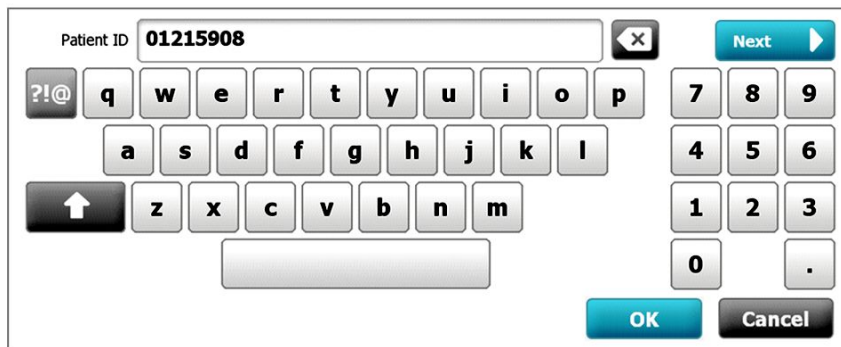 Patient ID 01215908 Next
?!@ q w e r t y u i o p 7 8 9
a s d f g h j k l 4 5 6
z x c v b n m 1 2 3
0 .
OK Cancel